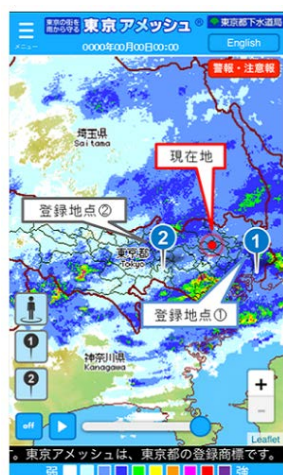 東京の街を
雨から守る
東京アメッシュ®
東京都下水道局
メニュー
0000年00月00日00:00
English
警報・注意報
埼玉県
Saitama
現在地
登録地点②
2
1
東京都
Tokyo
登録地点①
1
神奈川県
Kanagawa
2
+
-
off
Leaflet
。東京アメッシュは、東京都の登録商標です。
弱
強